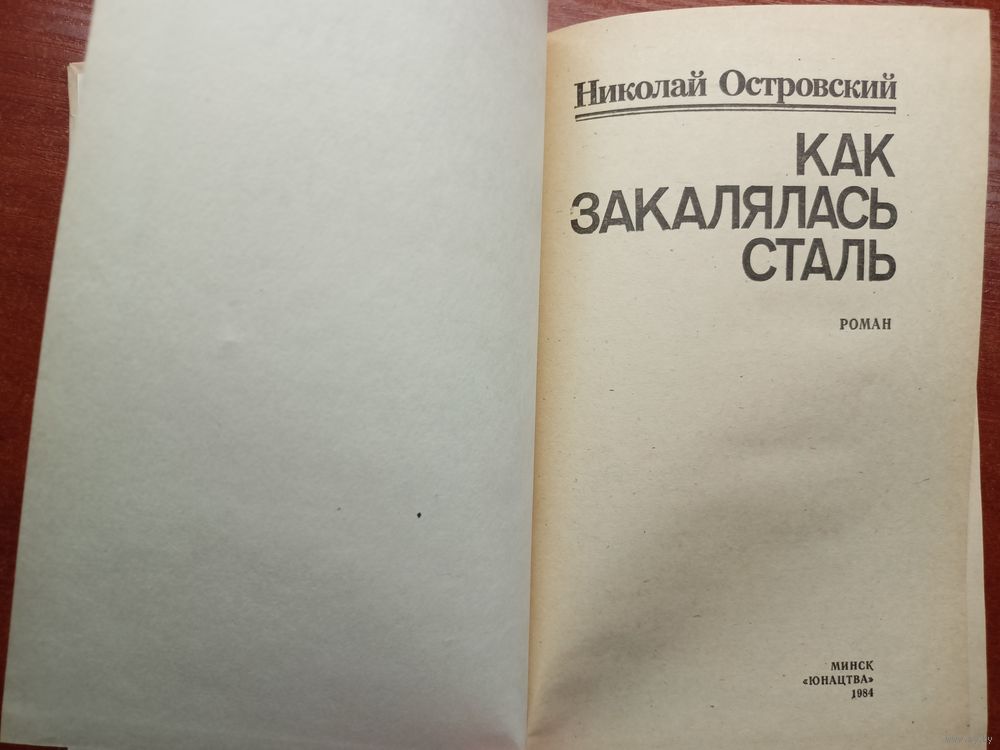 Николай Островский
КАК
ЗАКАЛЯЛАСЬ
СТАЛЬ
РОМАН
МИНСК
«ЮНАЦТВА»
1984